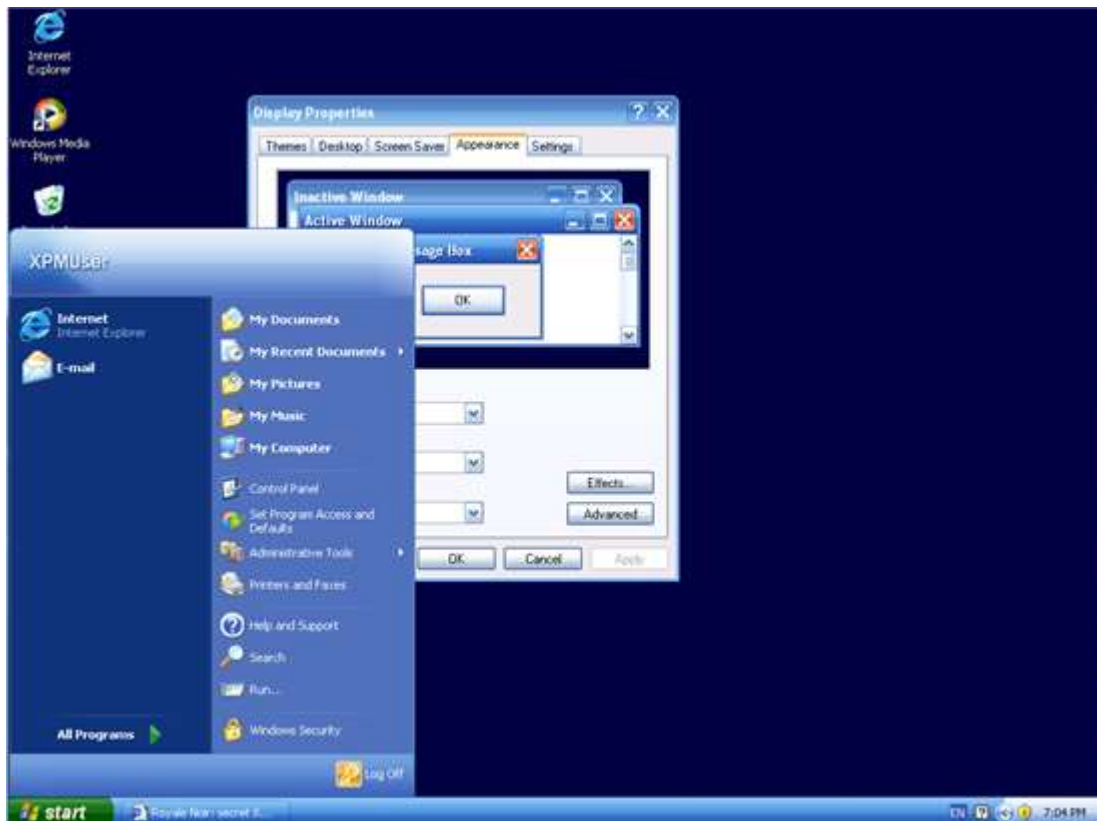 Internet
Explorer
Windows Media
Player
Display Properties
Themes
Desktop
Screen Saver
Appearance
Settings
Inactive Window
Active Window
OK
Effects...
Advanced
OK
Cancel
Apply
XPMUser
Internet
Internet Explorer
E-mail
All Programs
My Documents
My Recent Documents
My Pictures
My Music
My Computer
Control Panel
Set Program Access and
Defaults
Administrative Tools
Printers and Faxes
Help and Support
Search
Run...
Windows Security
Log Off
start
EN
7:04 PM